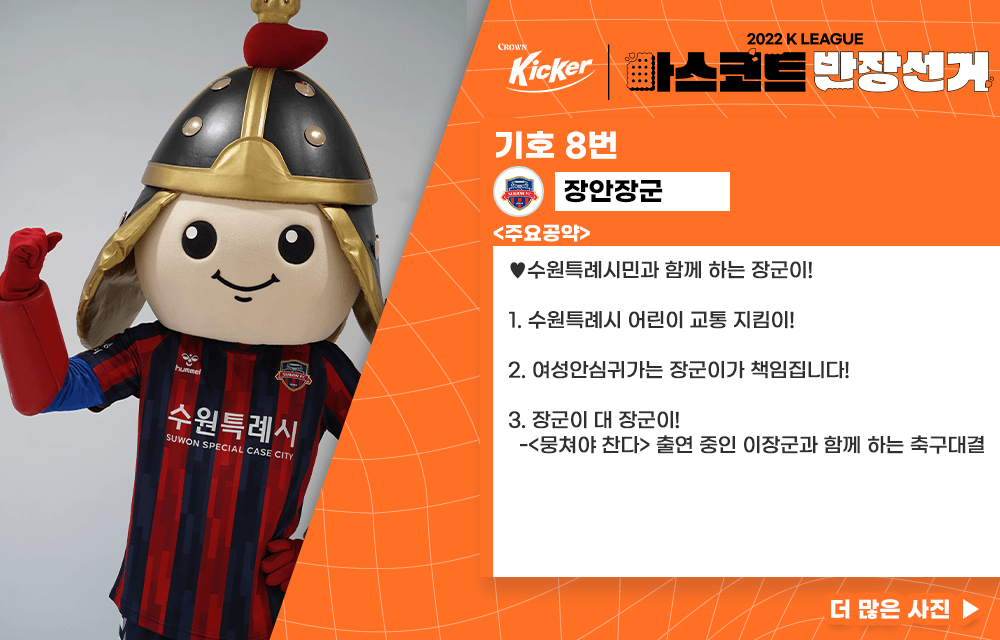 CROWN
Kicker
2022 K LEAGUE
마스코트 반장선거
기호 8번
SUWON FC
장안장군
<주요공약>
♥수원특례시민과 함께 하는 장군이!
1. 수원특례시 어린이 교통 지킴이!
2. 여성안심귀가는 장군이가 책임집니다!
3. 장군이 대 장군이!
-<뭉쳐야 찬다> 출연 중인 이장군과 함께 하는 축구대결
더 많은 사진 ▶
hummel
SUWON FC
수원특례시
SUWON SPECIAL CASE CITY